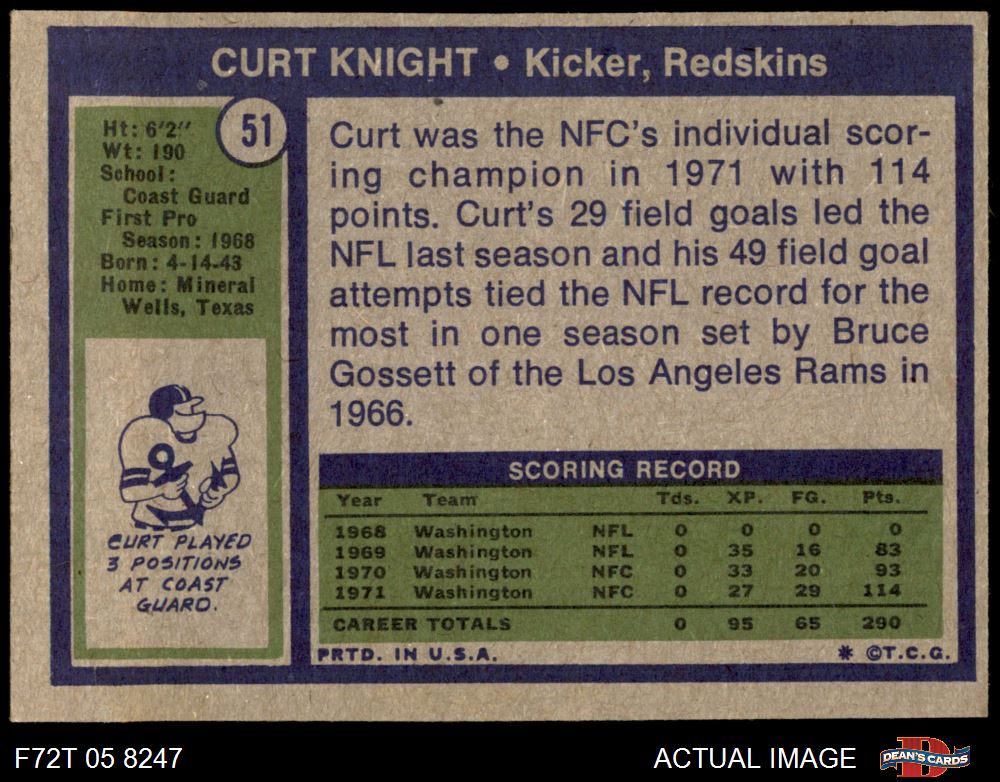 CURT KNIGHT • Kicker, Redskins
51
Ht: 6'2"
Wt: 190
School:
Coast Guard
First Pro
Season: 1968
Born: 4-14-43
Home: Mineral
Wells, Texas
CURT PLAYED
3 POSITIONS
AT COAST
GUARD.
Curt was the NFC's individual scor-
ing champion in 1971 with 114
points. Curt's 29 field goals led the
NFL last season and his 49 field goal
attempts tied the NFL record for the
most in one season set by Bruce
Gossett of the Los Angeles Rams in
1966.
SCORING RECORD
Year Team Tds. XP. FG. Pts.
1968 Washington NFL 0 0 0 0
1969 Washington NFL 0 35 16 83
1970 Washington NFC 0 33 20 93
1971 Washington NFC 0 27 29 114
CAREER TOTALS 0 95 65 290
PRTD. IN U.S.A. * ©T.C.G.
F72T 05 8247 ACTUAL IMAGE DEAN'S CARDS